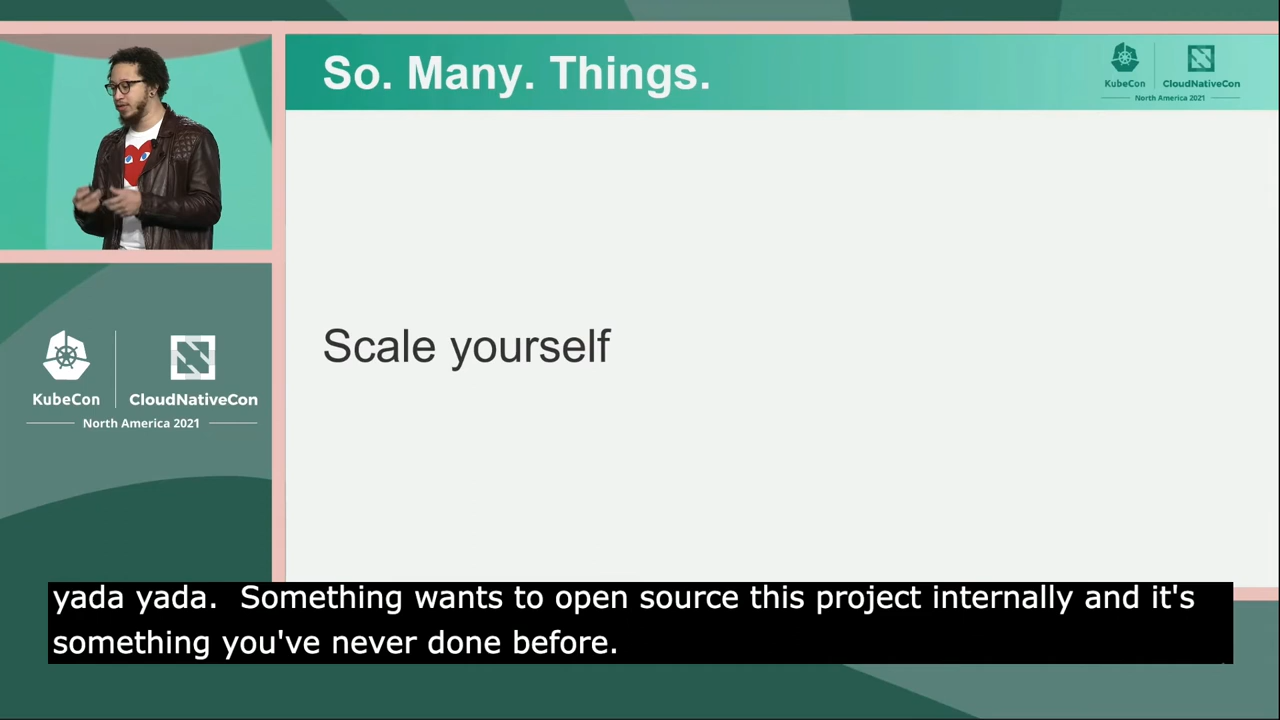 So. Many. Things.
KubeCon
CloudNativeCon
North America 2021
Scale yourself
KubeCon
CloudNativeCon
North America 2021
yada yada.  Something wants to open source this project internally and it's
something you've never done before.